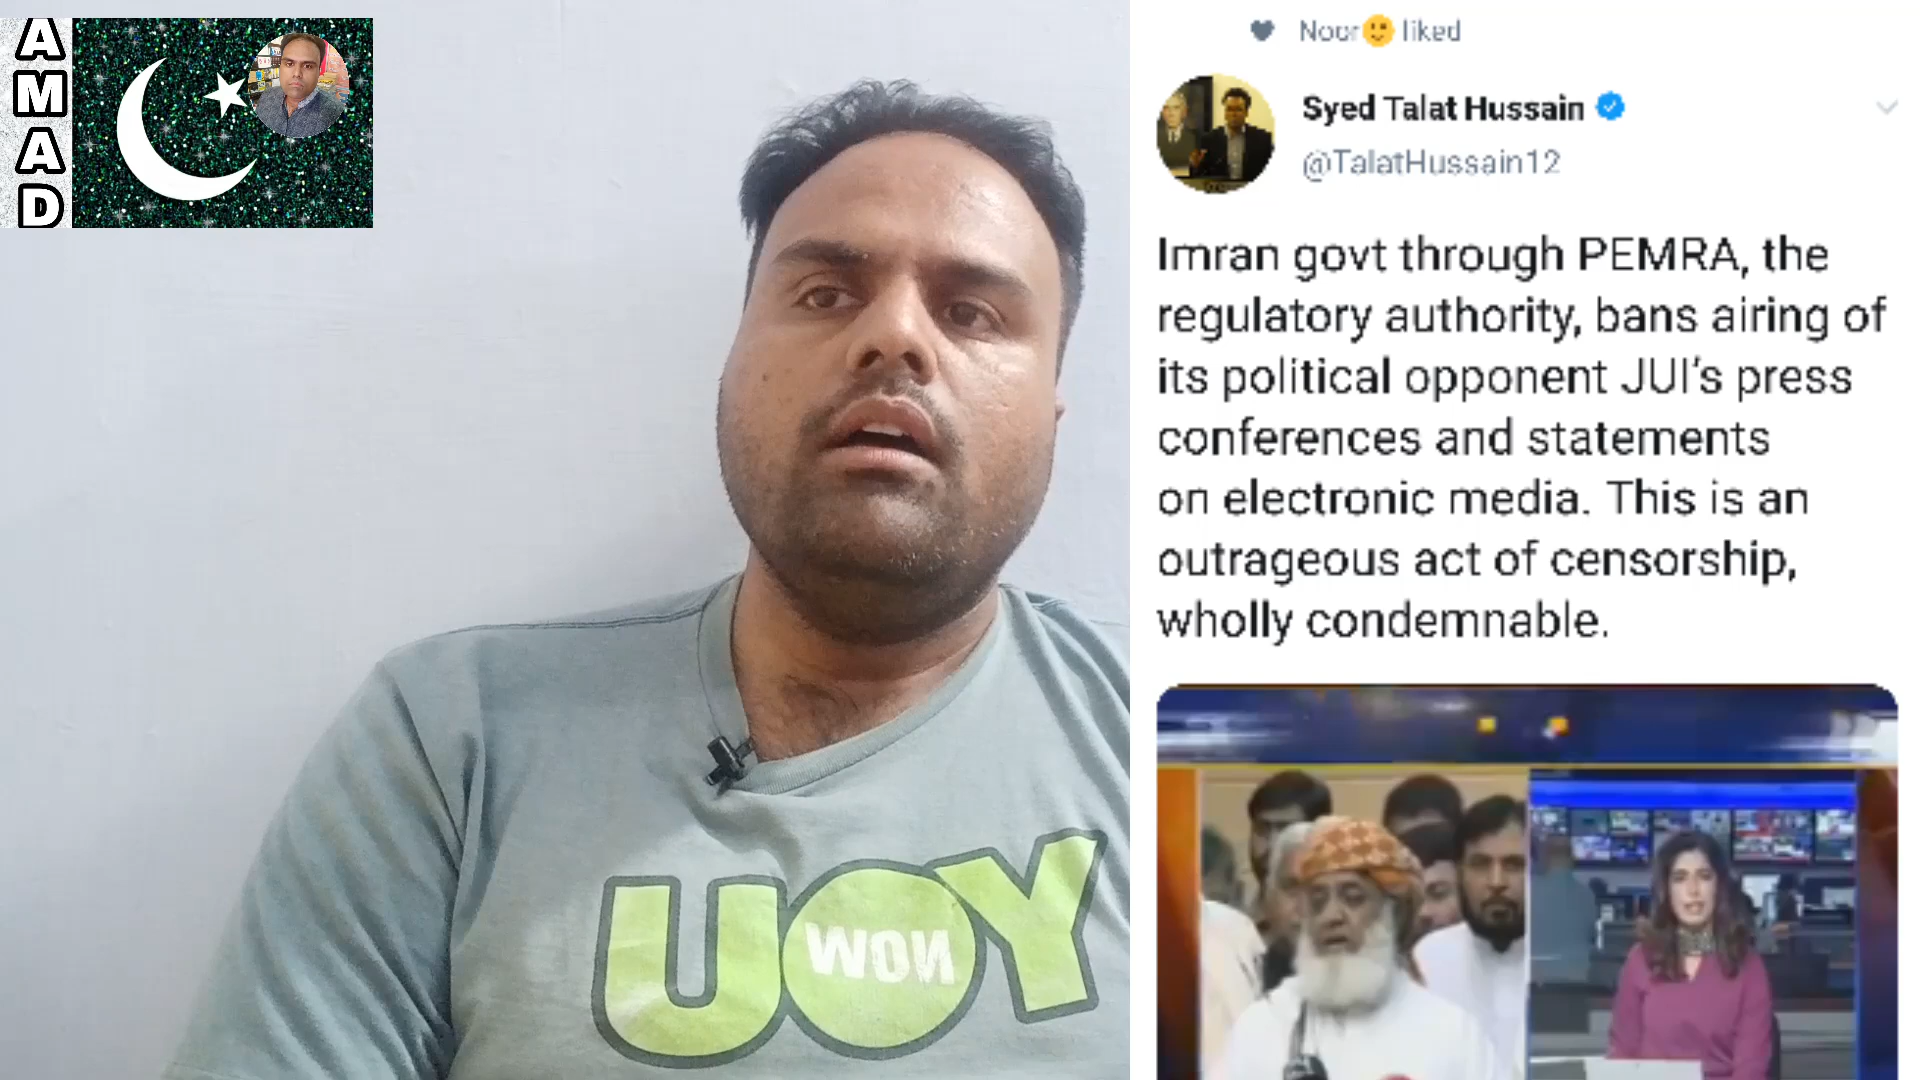 AMAD
Noor🙂 liked
Syed Talat Hussain
@TalatHussain12
Imran govt through PEMRA, the
regulatory authority, bans airing of
its political opponent JUI's press
conferences and statements
on electronic media. This is an
outrageous act of censorship,
wholly condemnable.
UOY
WON